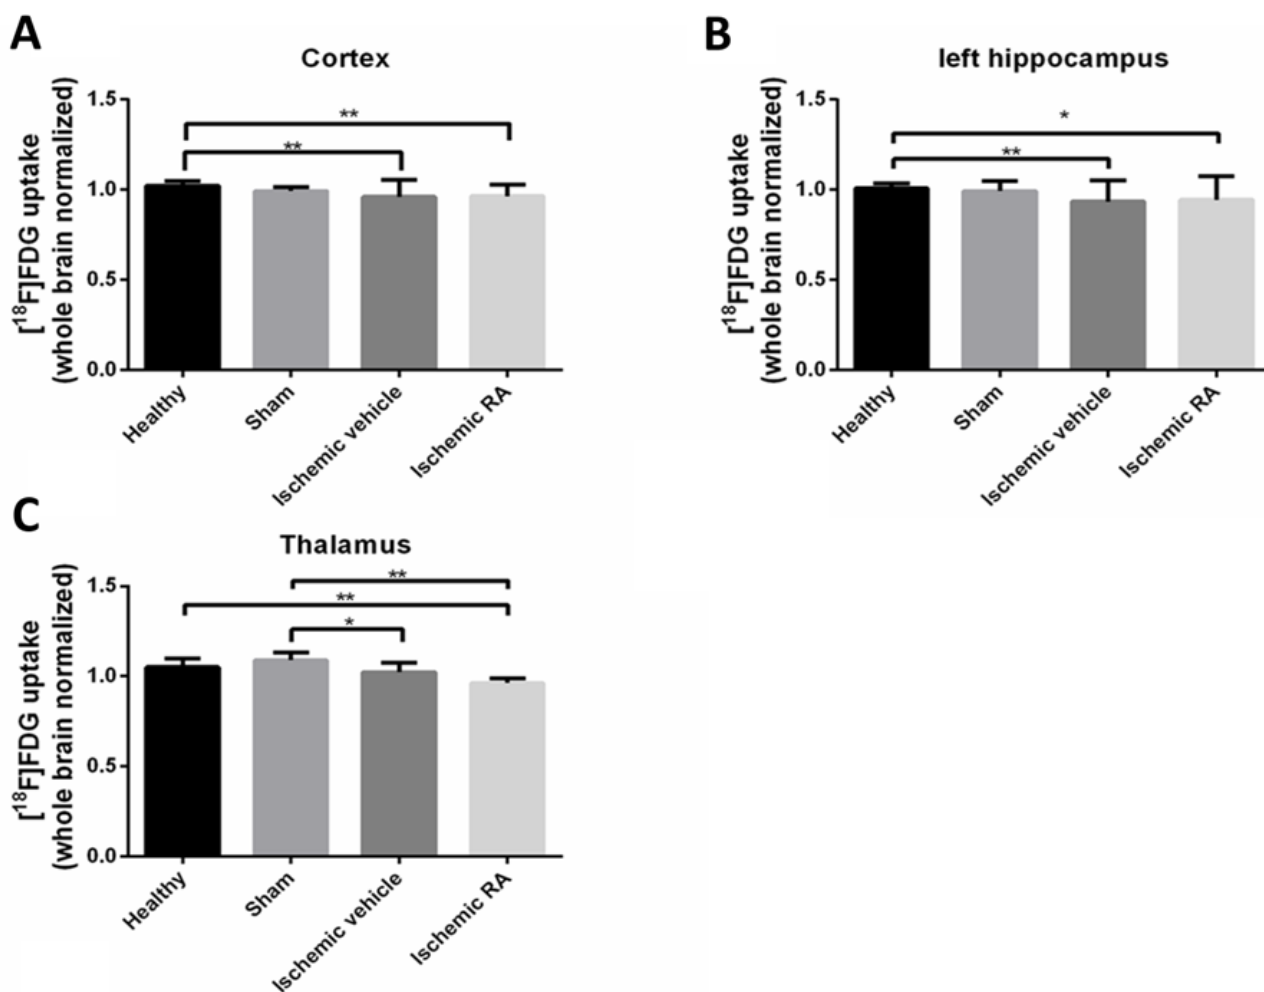 A
Cortex
[18F]FDG uptake
(whole brain normalized)
1.5
1.0
0.5
0.0
**
**
Healthy
Sham
Ischemic vehicle
Ischemic RA
B
left hippocampus
[18F]FDG uptake
(whole brain normalized)
1.5
1.0
0.5
0.0
*
**
Healthy
Sham
Ischemic vehicle
Ischemic RA
C
Thalamus
[18F]FDG uptake
(whole brain normalized)
1.5
1.0
0.5
0.0
**
**
*
Healthy
Sham
Ischemic vehicle
Ischemic RA